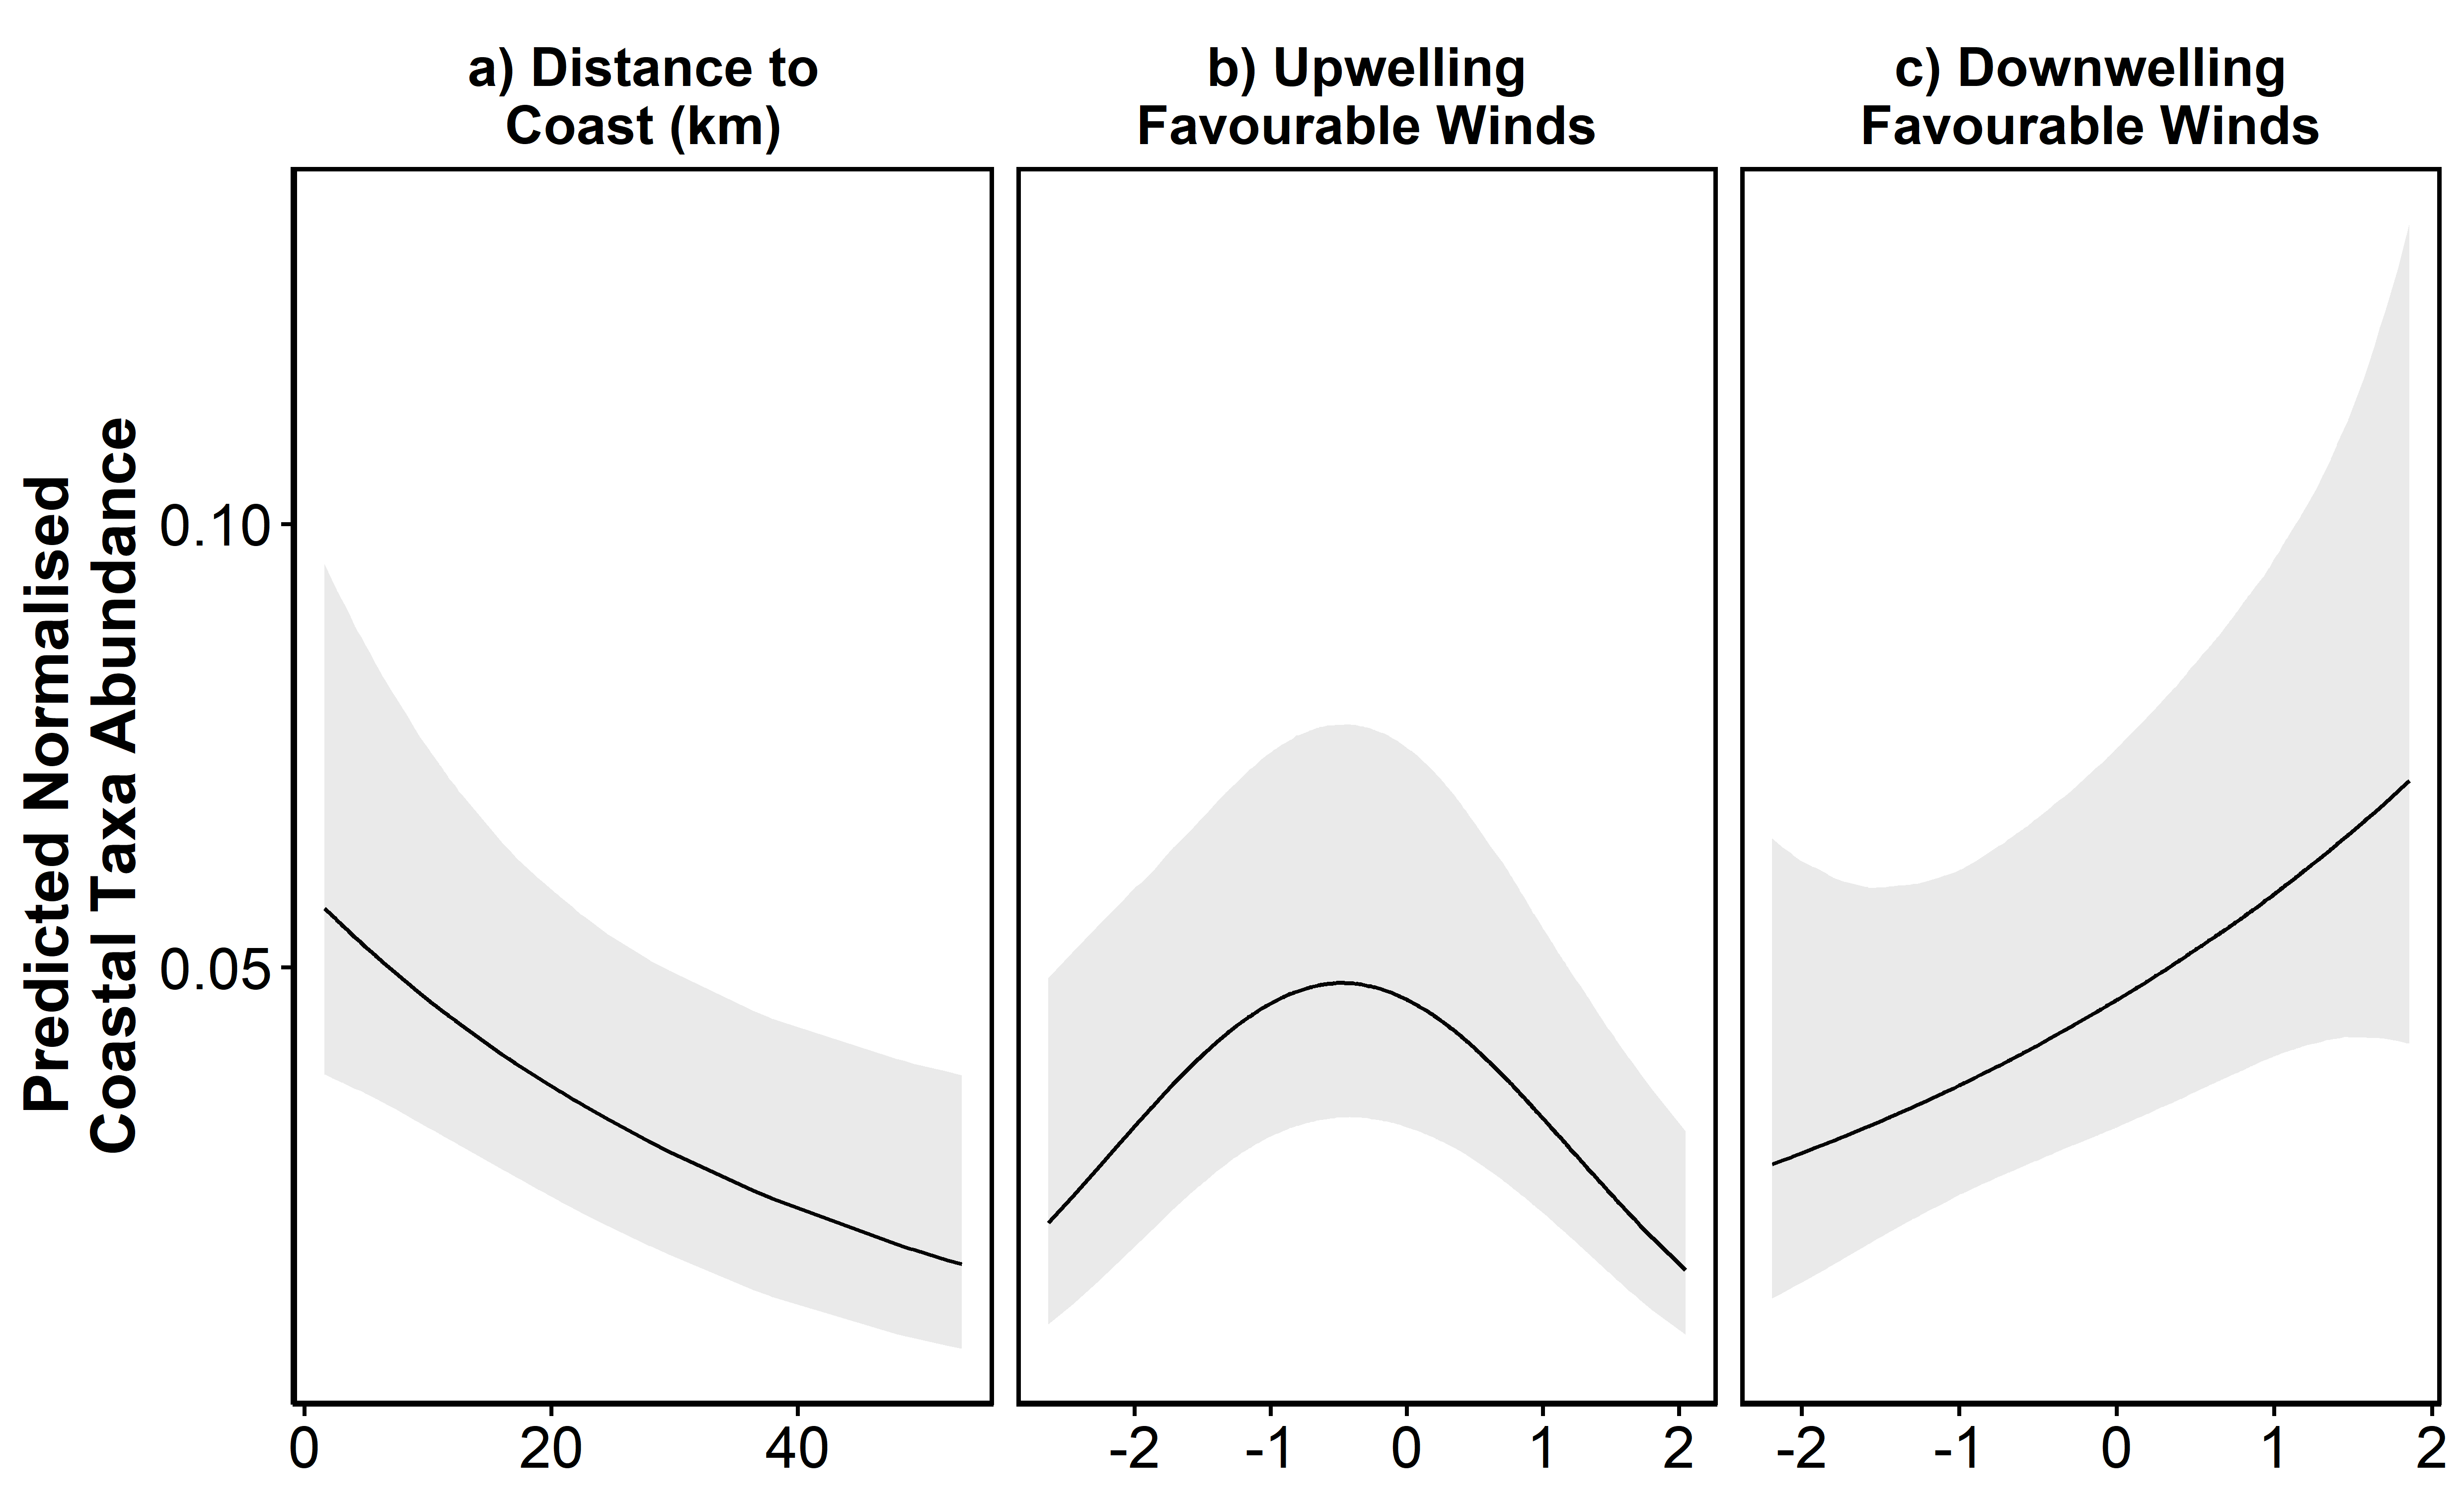 a) Distance to
Coast (km)
b) Upwelling
Favourable Winds
c) Downwelling
Favourable Winds
Predicted Normalised
Coastal Taxa Abundance
0.10
0.05
0 20 40
-2 -1 0 1 2
-2 -1 0 1 2